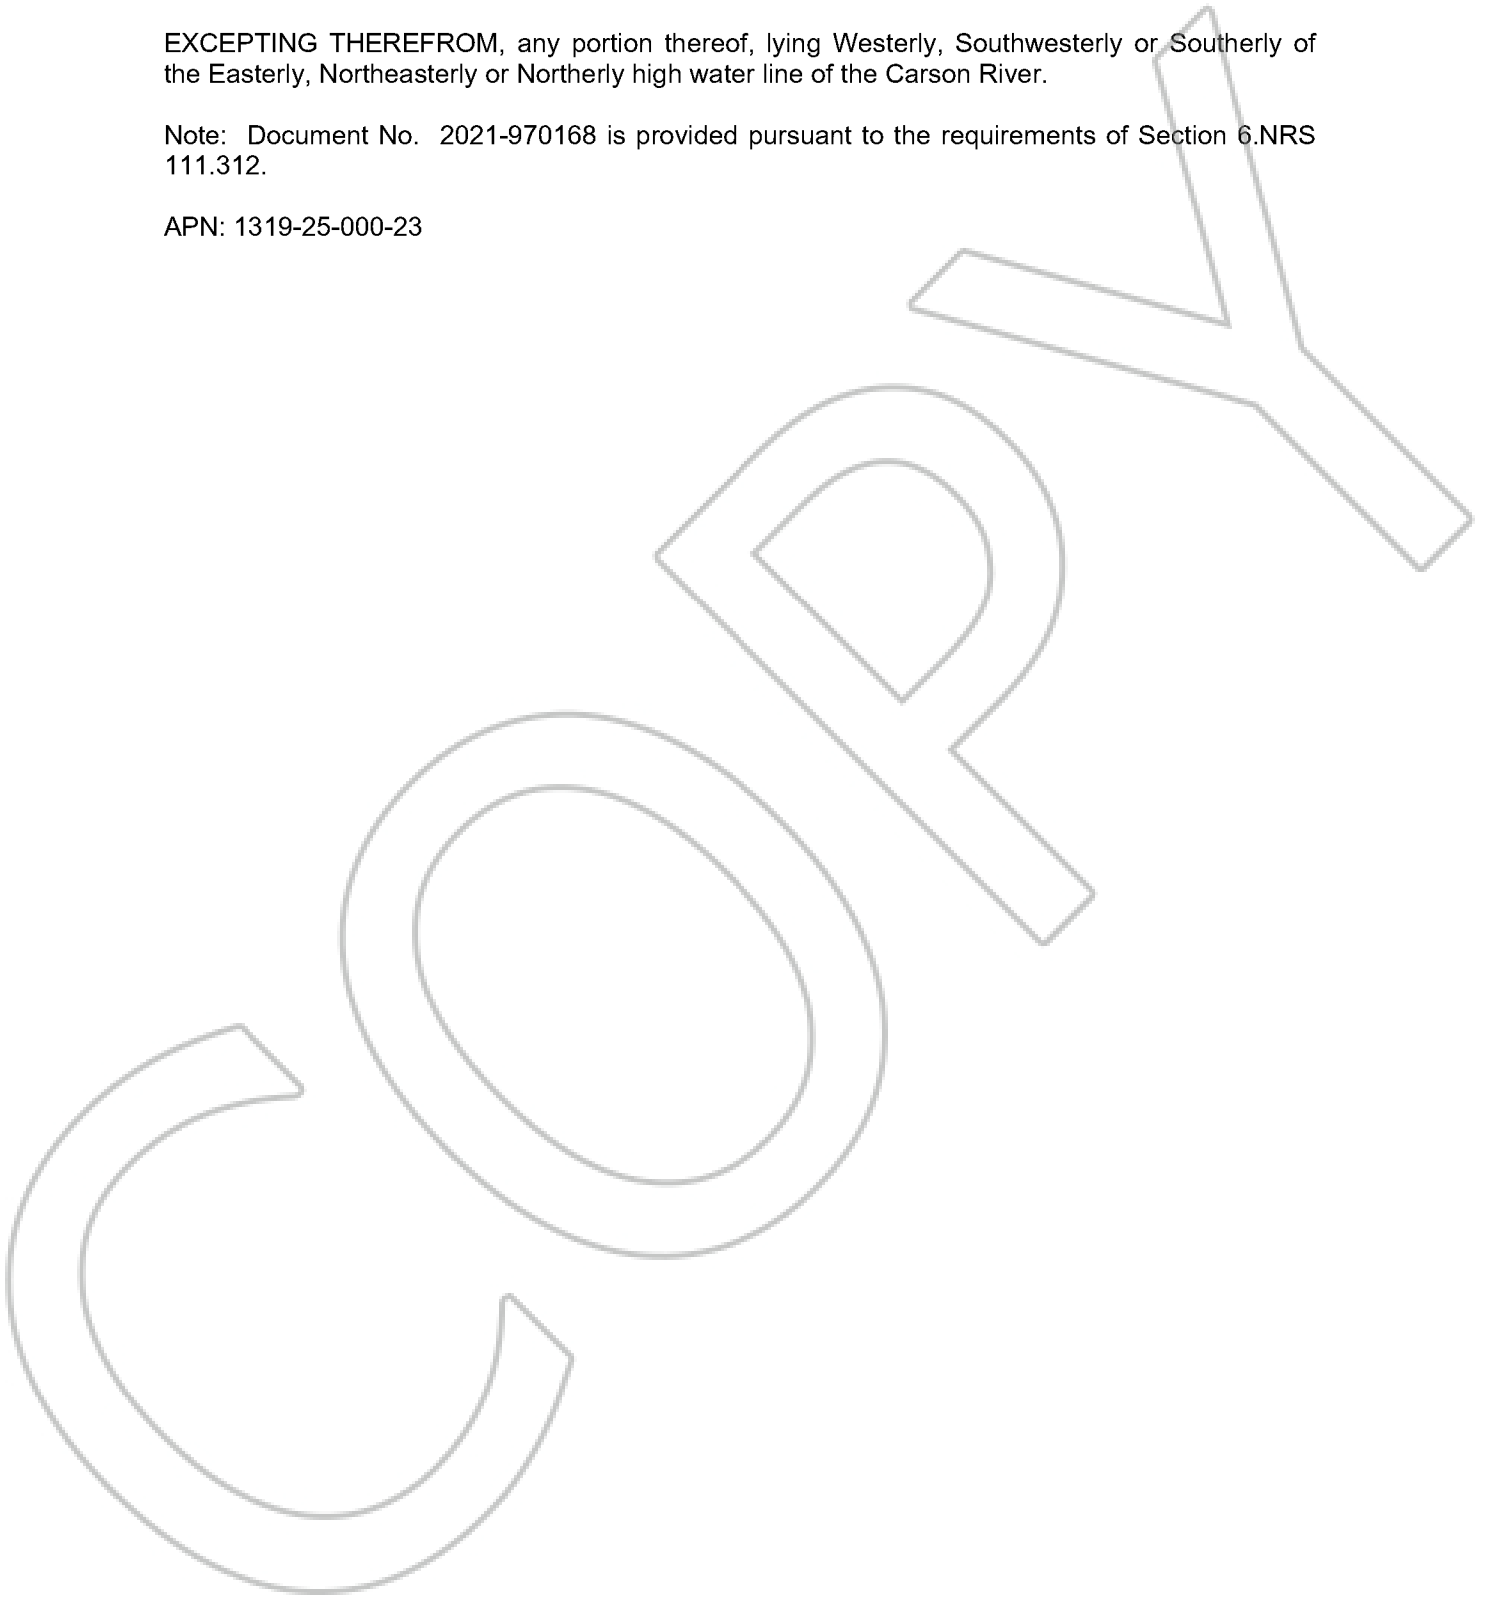 EXCEPTING THEREFROM, any portion thereof, lying Westerly, Southwesterly or Southerly of
the Easterly, Northeasterly or Northerly high water line of the Carson River.
Note: Document No. 2021-970168 is provided pursuant to the requirements of Section 6.NRS
111.312.
APN: 1319-25-000-23
COPY